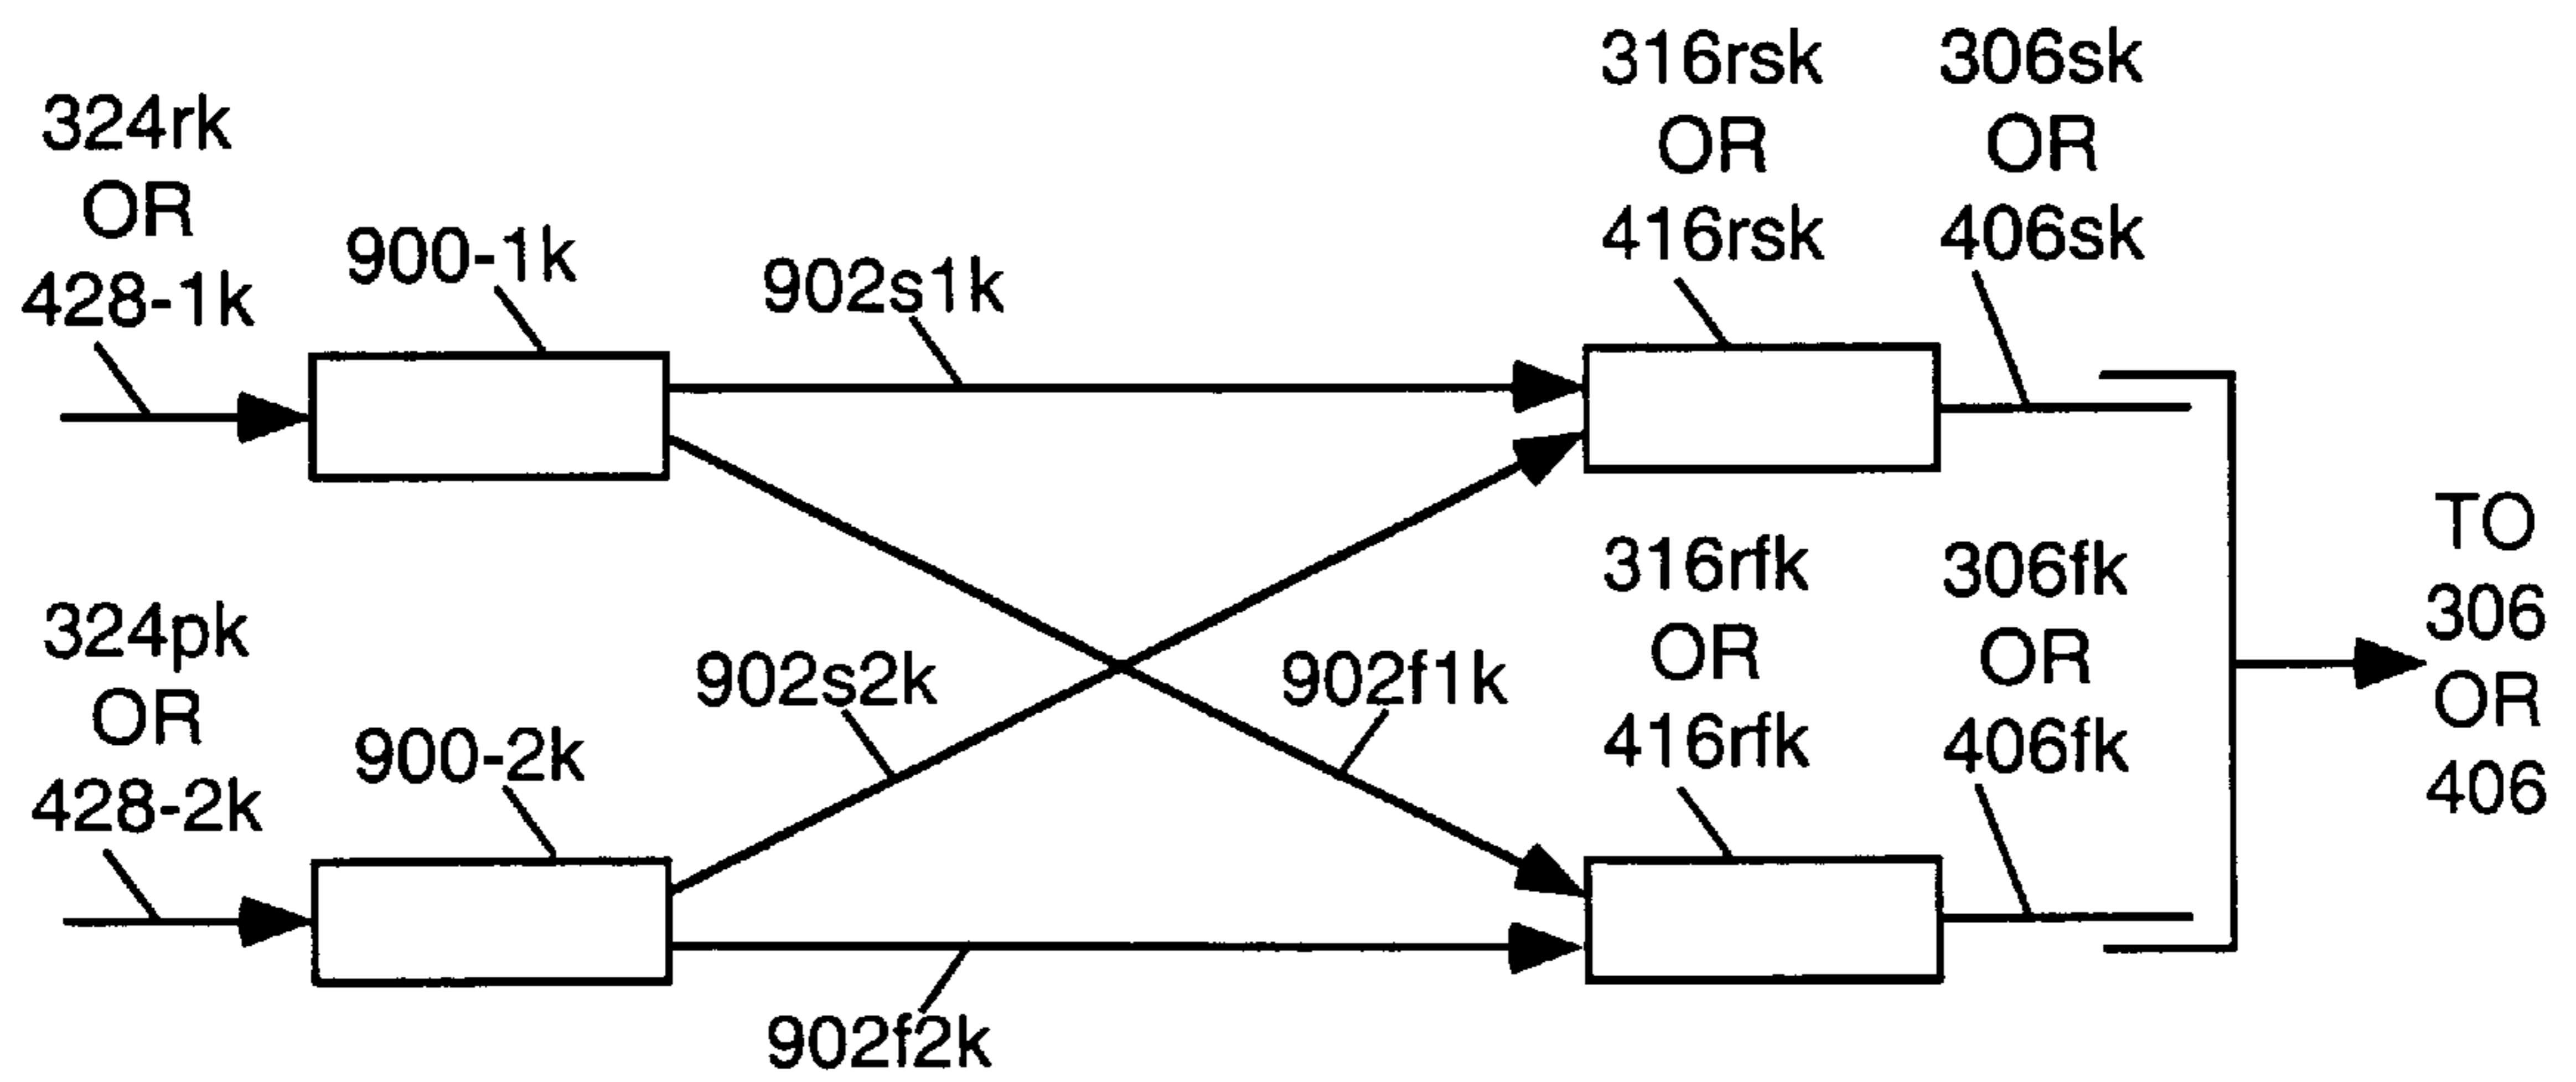 324rk
OR
428-1k
900-1k
902s1k
316rsk
OR
416rsk
306sk
OR
406sk
324pk
OR
428-2k
900-2k
902s2k
902f1k
902f2k
316rfk
OR
416rfk
306fk
OR
406fk
TO
306
OR
406